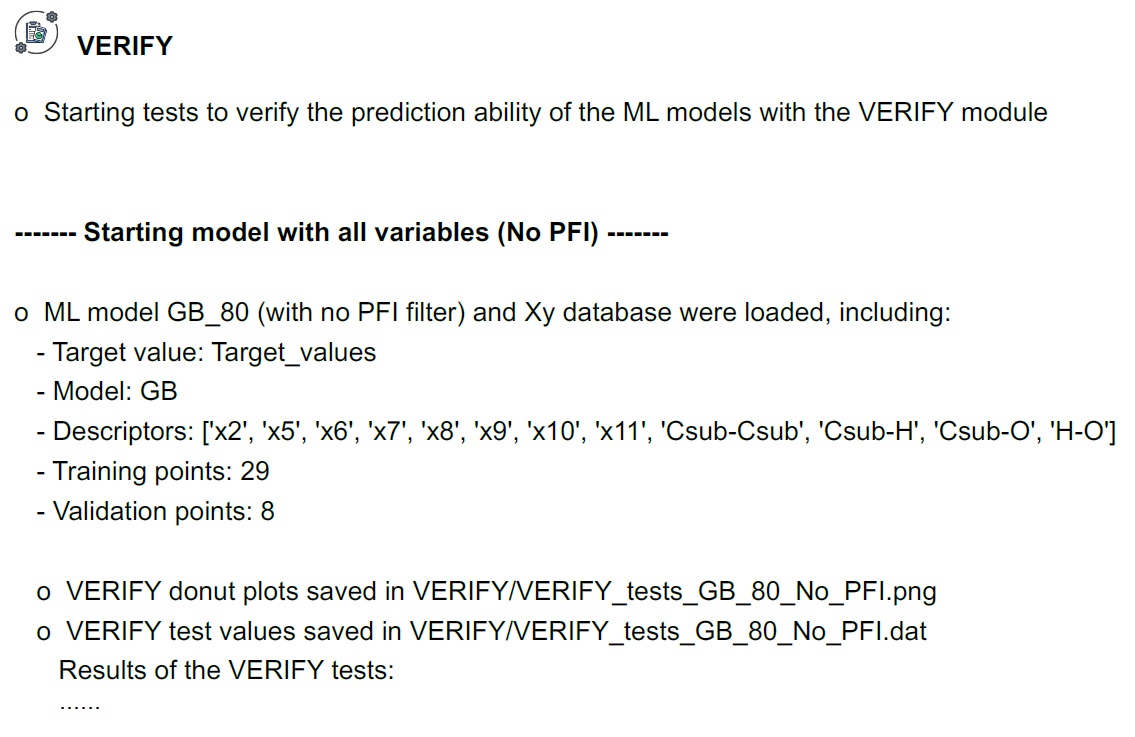 VERIFY
o Starting tests to verify the prediction ability of the ML models with the VERIFY module
------- Starting model with all variables (No PFI) -------
o ML model GB_80 (with no PFI filter) and Xy database were loaded, including:
- Target value: Target_values
- Model: GB
- Descriptors: ['x2', 'x5', 'x6', 'x7', 'x8', 'x9', 'x10', 'x11', 'Csub-Csub', 'Csub-H', 'Csub-O', 'H-O']
- Training points: 29
- Validation points: 8
o VERIFY donut plots saved in VERIFY/VERIFY_tests_GB_80_No_PFI.png
o VERIFY test values saved in VERIFY/VERIFY_tests_GB_80_No_PFI.dat
Results of the VERIFY tests:
......